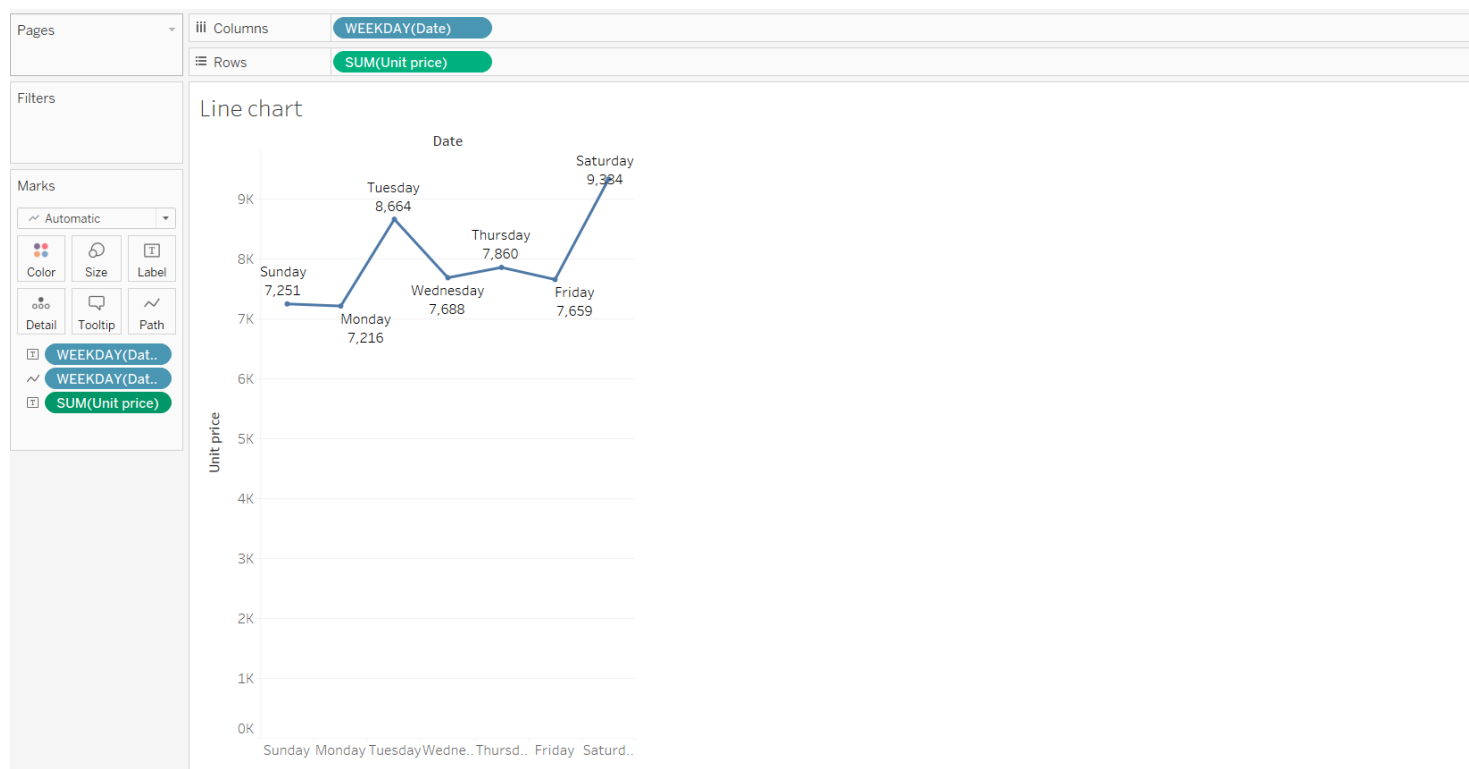 Pages
iii Columns
WEEKDAY(Date)
Rows
SUM(Unit price)
Filters
Line chart
Date
Marks
Automatic
Color
Size
T
Label
Detail
Tooltip
Path
T WEEKDAY(Dat..
WEEKDAY(Dat..
T SUM(Unit price)
Unit price
9K
8K
7K
6K
5K
4K
3K
2K
1K
0K
Sunday
7,251
Monday
7,216
Tuesday
8,664
Wednesday
7,688
Thursday
7,860
Friday
7,659
Saturday
9,334
Sunday Monday Tuesday Wedne.. Thursd.. Friday Saturd..